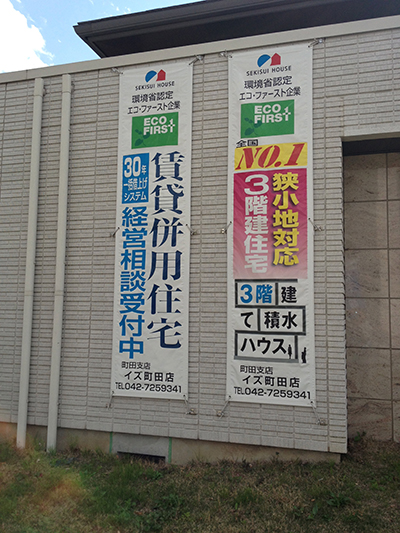 SEKISUI HOUSE
環境省認定
エコ・ファースト企業
ECO
FIRST
賃貸併用住宅
30年
一括借上げ
システム
経営相談受付中
町田支店
イズ町田店
TEL042-7259341
SEKISUI HOUSE
環境省認定
エコ・ファースト企業
ECO
FIRST
全国
NO.1
狭小地対応
3階建住宅
3階建
て積水
ハウス
町田支店
イズ町田店
TEL042-7259341